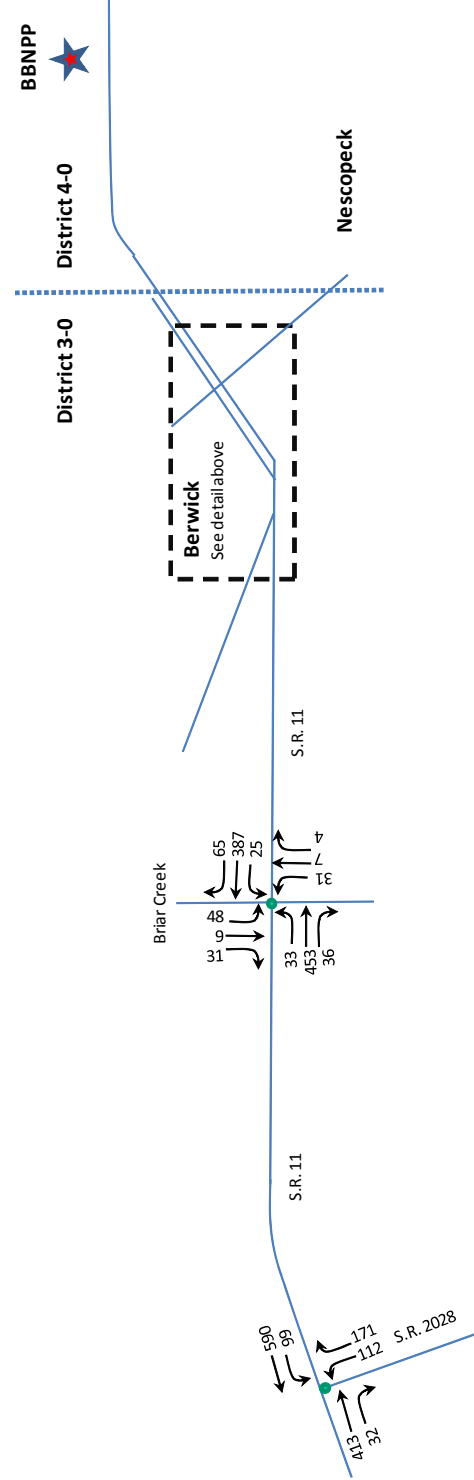 BBNPP
District 4-0
Nescopeck
District 3-0
Berwick
See detail above
S.R. 11
Briar Creek
65
387
25
4
7
31
48
9
31
33
453
36
S.R. 11
590
99
171
112
S.R. 2028
413
32